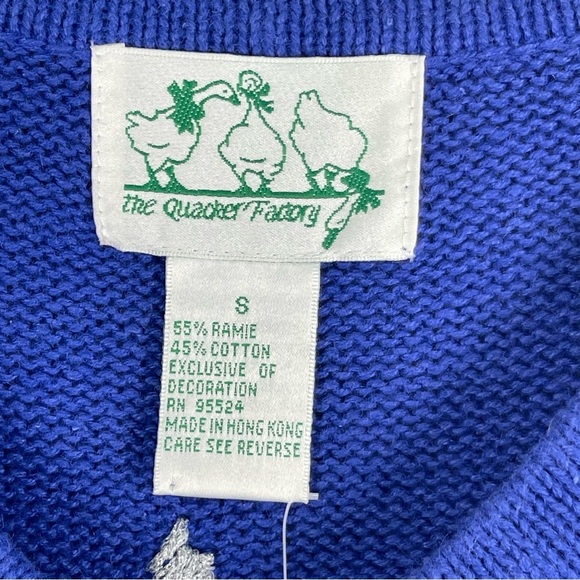 the Quacker Factory
S
55% RAMIE
45% COTTON
EXCLUSIVE OF
DECORATION
RN 95524
MADE IN HONG KONG
CARE SEE REVERSE